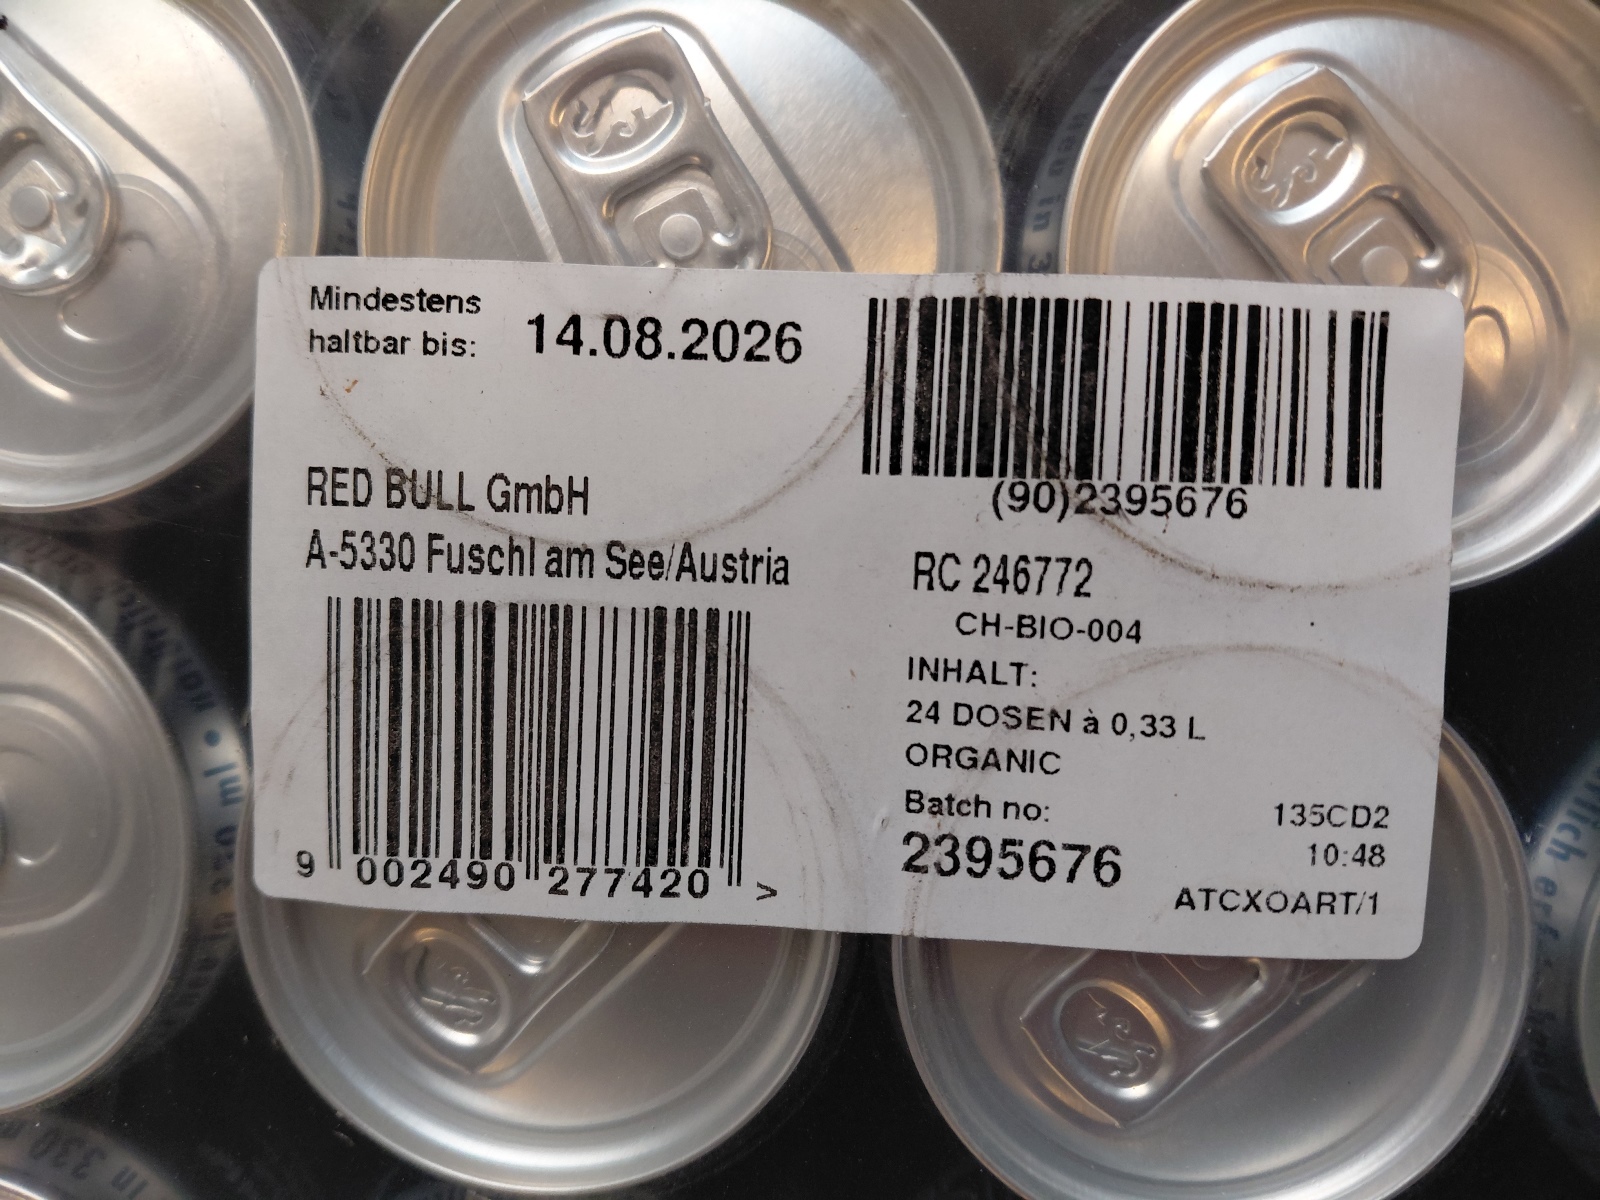 Mindestens
haltbar bis: 14.08.2026
RED BULL GmbH
A-5330 Fuschl am See/Austria
9 002490 277420 >
(90)2395676
RC 246772
CH-BIO-004
INHALT:
24 DOSEN à 0,33 L
ORGANIC
Batch no: 135CD2
2395676 10:48
ATCXOART/1